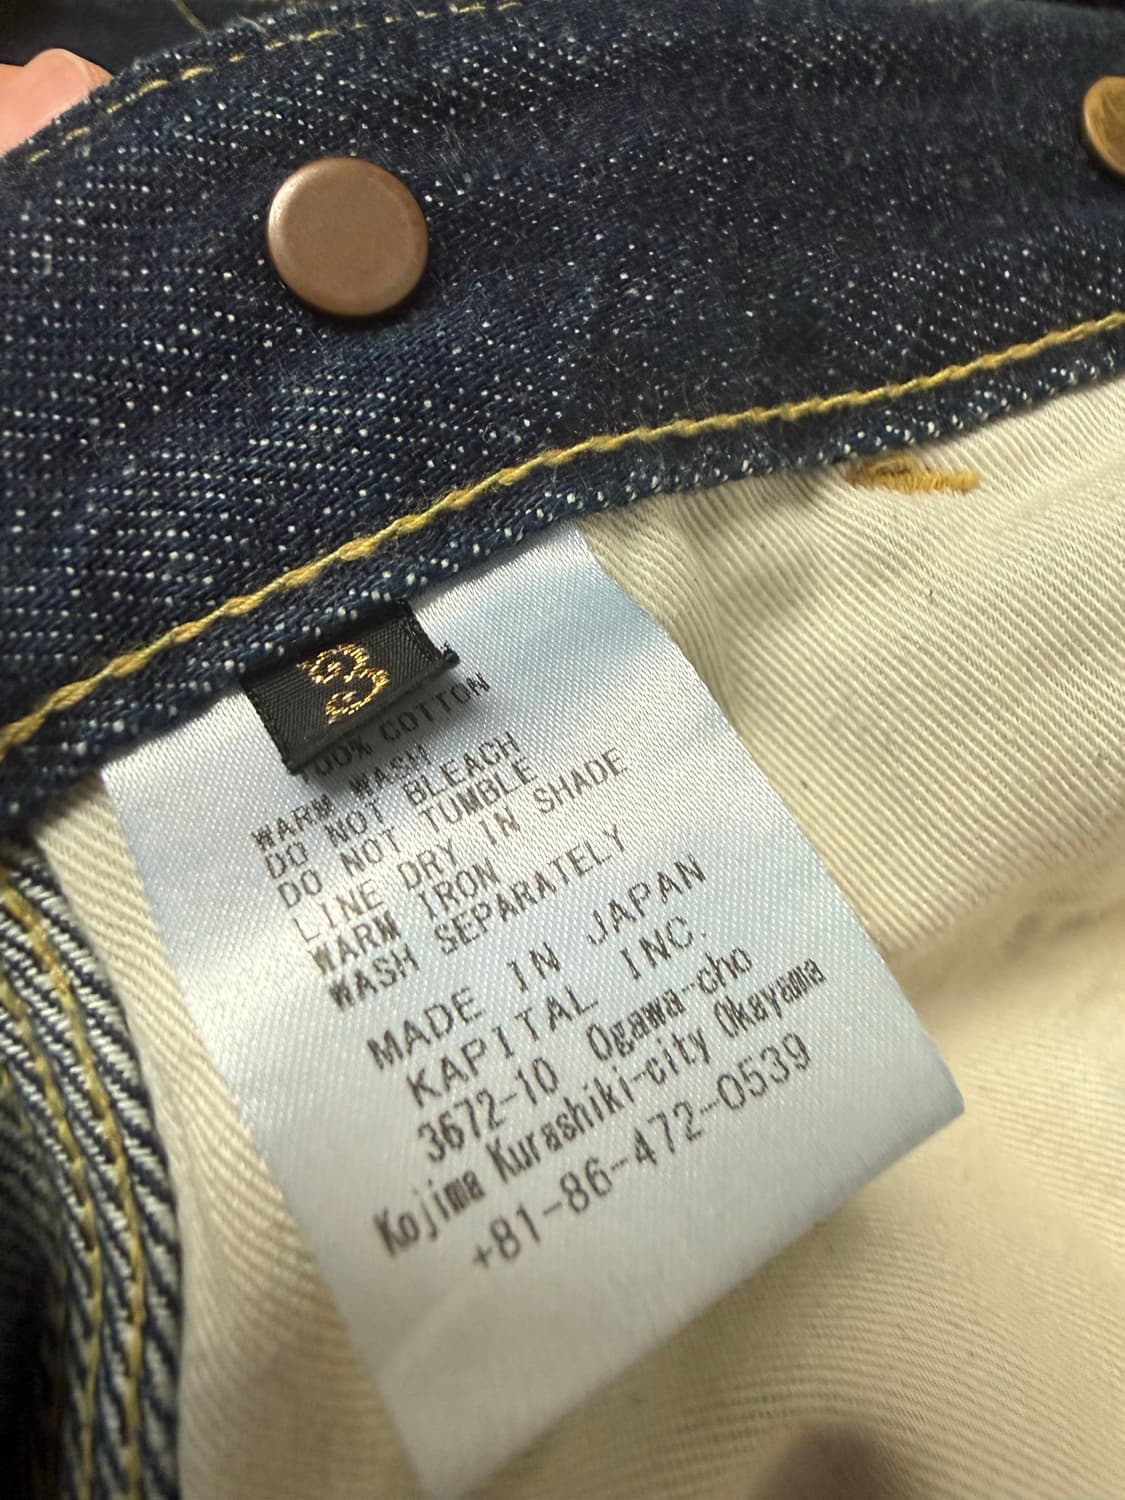 3
100% COTTON
WARM WASH
DO NOT BLEACH
DO NOT TUMBLE
LINE DRY IN SHADE
WARM IRON
WASH SEPARATELY
MADE IN JAPAN
KAPITAL INC.
3672-10 Ogawa-cho
Kojima Kurashiki-city Okayama
+81-86-472-0539